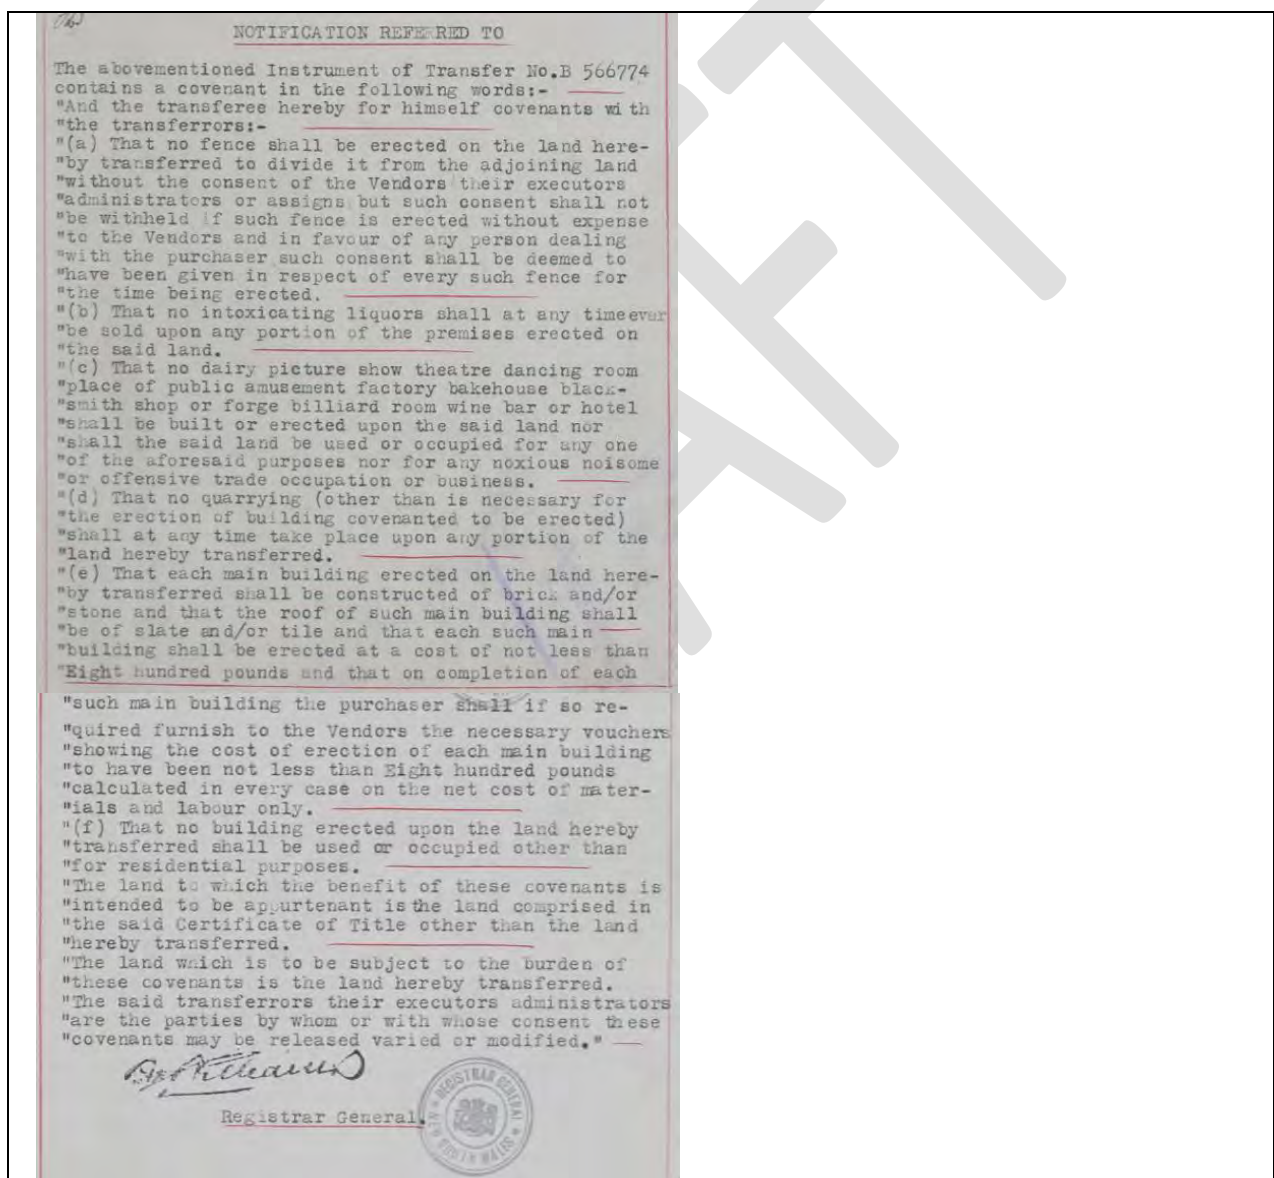 NOTIFICATION REFERRED TO
The abovementioned Instrument of Transfer No.B 566774
contains a covenant in the following words:-
"And the transferee hereby for himself covenants with
"the transferrors:-
"(a) That no fence shall be erected on the land here-
"by transferred to divide it from the adjoining land
"without the consent of the Vendors their executors
"administrators or assigns but such consent shall not
"be withheld if such fence is erected without expense
"to the Vendors and in favour of any person dealing
"with the purchaser such consent shall be deemed to
"have been given in respect of every such fence for
"the time being erected.
"(b) That no intoxicating liquors shall at any timeever
"be sold upon any portion of the premises erected on
"the said land.
"(c) That no dairy picture show theatre dancing room
"place of public amusement factory bakehouse black-
"smith shop or forge billiard room wine bar or hotel
"shall be built or erected upon the said land nor
"shall the said land be used or occupied for any one
"of the aforesaid purposes nor for any noxious noisome
"or offensive trade occupation or business.
"(d) That no quarrying (other than is necessary for
"the erection of building covenanted to be erected)
"shall at any time take place upon any portion of the
"land hereby transferred.
"(e) That each main building erected on the land here-
"by transferred shall be constructed of brick and/or
"stone and that the roof of such main building shall
"be of slate and/or tile and that each such main
"building shall be erected at a cost of not less than
"Eight hundred pounds and that on completion of each
"such main building the purchaser shall if so re-
"quired furnish to the Vendors the necessary vouchers
"showing the cost of erection of each main building
"to have been not less than Eight hundred pounds
"calculated in every case on the net cost of mater-
"ials and labour only.
"(f) That no building erected upon the land hereby
"transferred shall be used or occupied other than
"for residential purposes.
"The land to which the benefit of these covenants is
"intended to be appurtenant is the land comprised in
"the said Certificate of Title other than the land
"hereby transferred.
"The land which is to be subject to the burden of
"these covenants is the land hereby transferred.
"The said transferrors their executors administrators
"are the parties by whom or with whose consent these
"covenants may be released varied or modified."
Registrar General.
REGISTRAR GENERAL
NEW SOUTH WALES